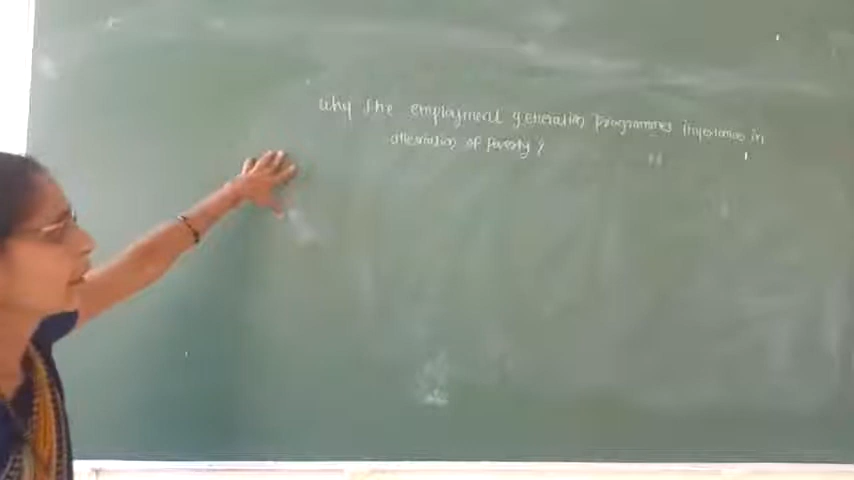 Why the employment generation programmes importance in
alleviation of Poverty?